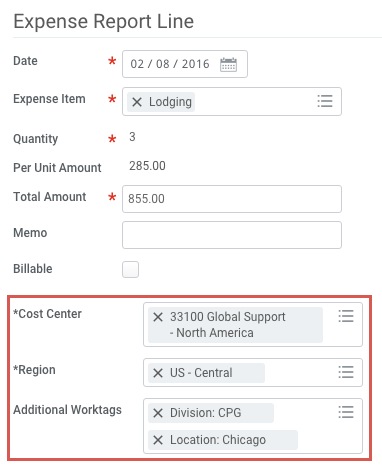 Expense Report Line
Date * 02 / 08 / 2016
Expense Item * × Lodging
Quantity * 3
Per Unit Amount 285.00
Total Amount * 855.00
Memo
Billable
*Cost Center × 33100 Global Support
- North America
*Region × US - Central
Additional Worktags × Division: CPG
× Location: Chicago